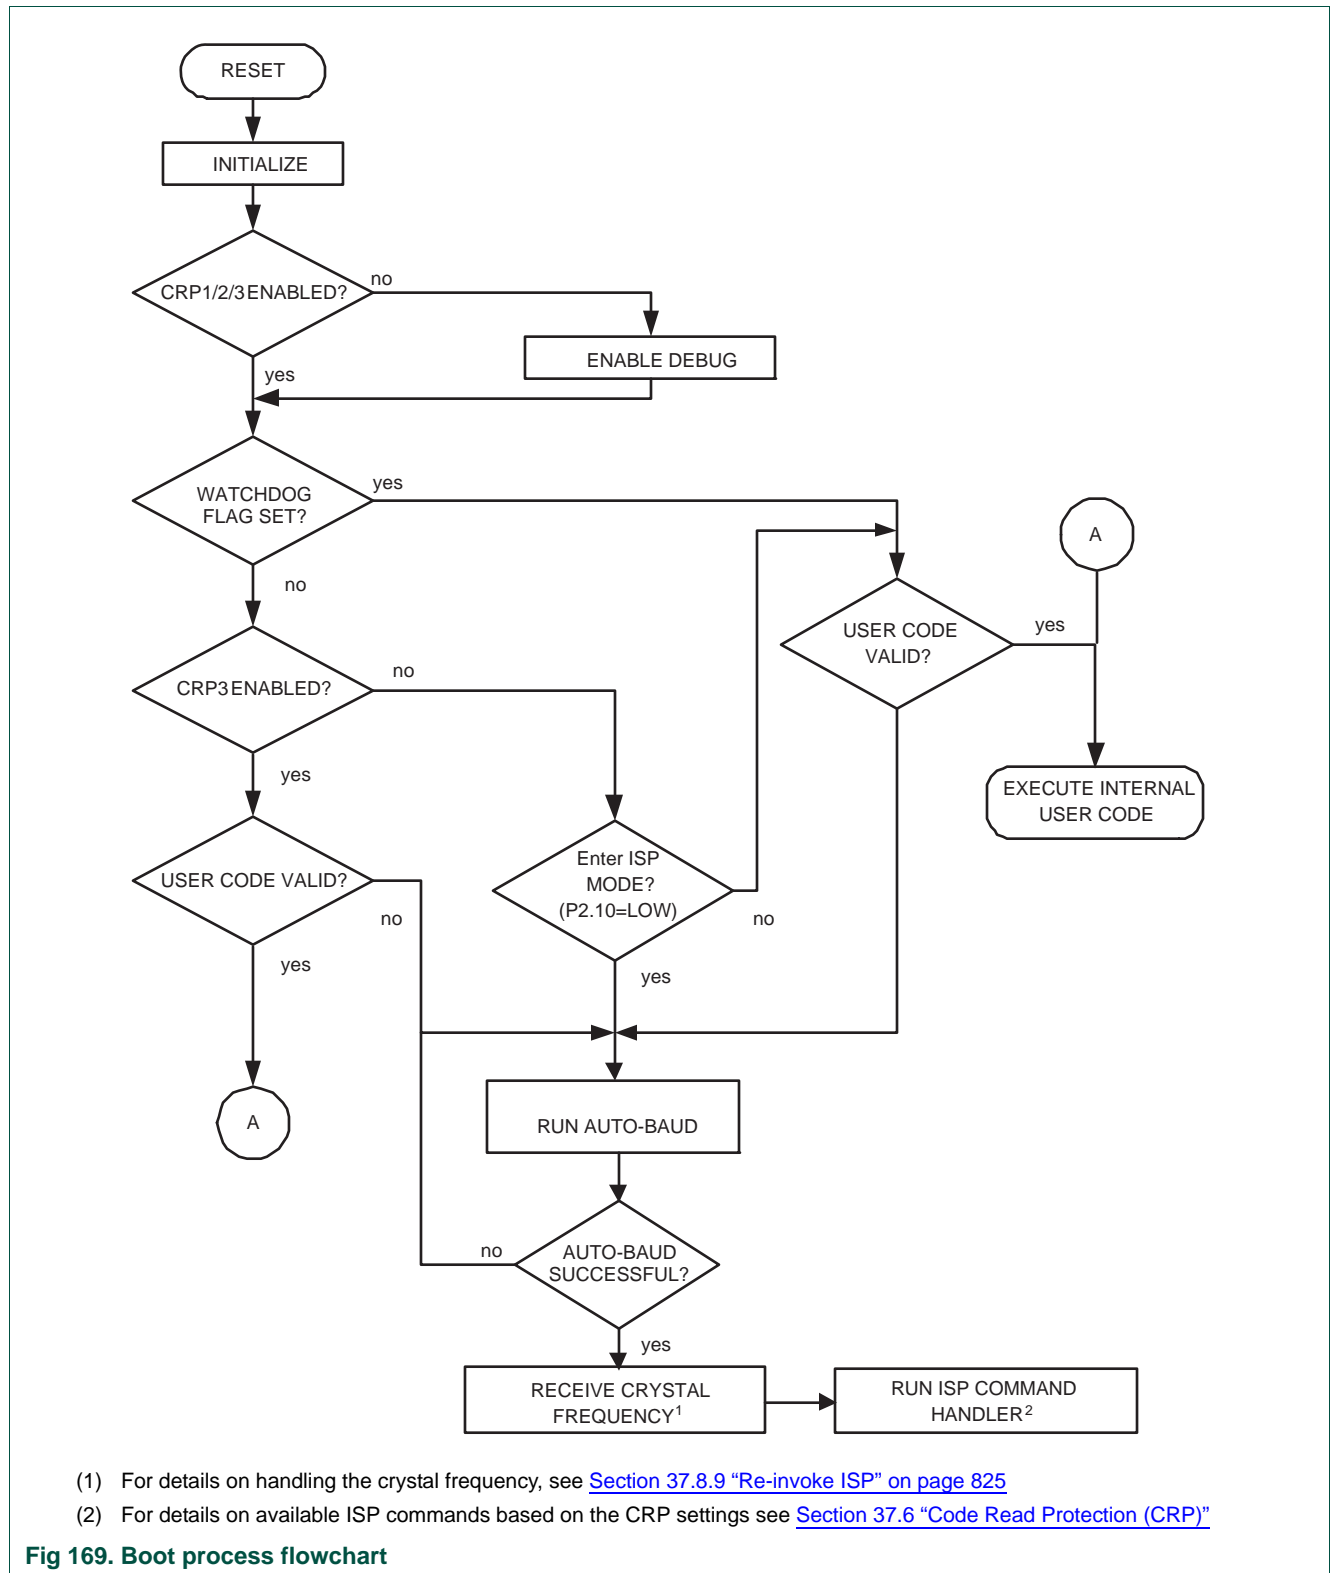 RESET
INITIALIZE
CRP1/2/3 ENABLED?
no
ENABLE DEBUG
yes
WATCHDOG
FLAG SET?
yes
no
A
USER CODE
VALID?
yes
CRP3 ENABLED?
no
yes
EXECUTE INTERNAL
USER CODE
USER CODE VALID?
no
yes
Enter ISP
MODE?
(P2.10=LOW)
no
yes
A
RUN AUTO-BAUD
AUTO-BAUD
SUCCESSFUL?
no
yes
RECEIVE CRYSTAL
FREQUENCY1
RUN ISP COMMAND
HANDLER2
(1) For details on handling the crystal frequency, see Section 37.8.9 “Re-invoke ISP” on page 825
(2) For details on available ISP commands based on the CRP settings see Section 37.6 “Code Read Protection (CRP)”
Fig 169. Boot process flowchart